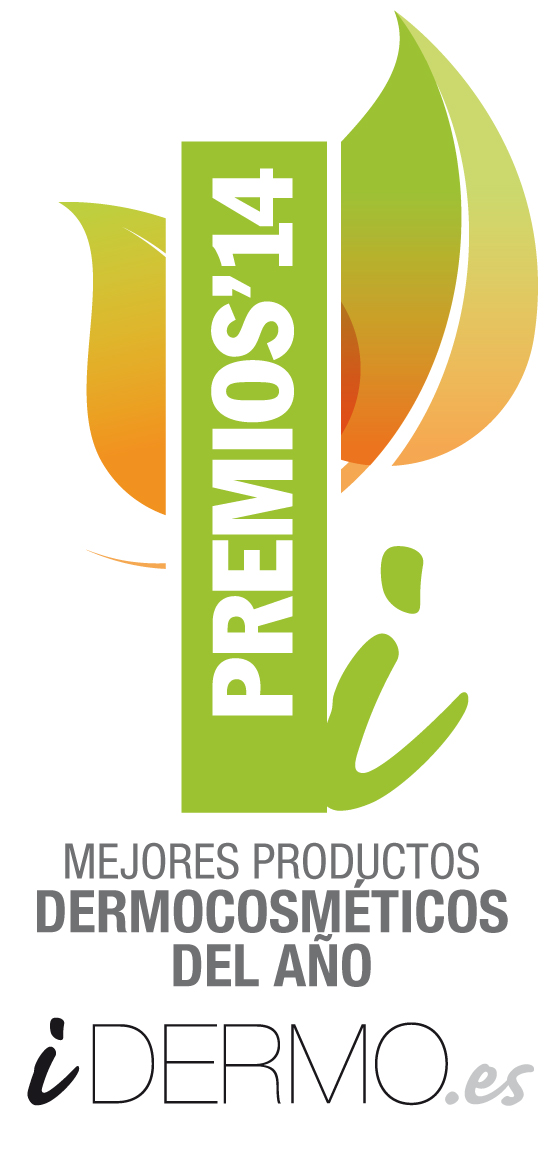 PREMIOS'14
i
MEJORES PRODUCTOS
DERMOCOSMÉTICOS
DEL AÑO
iDERMO.es